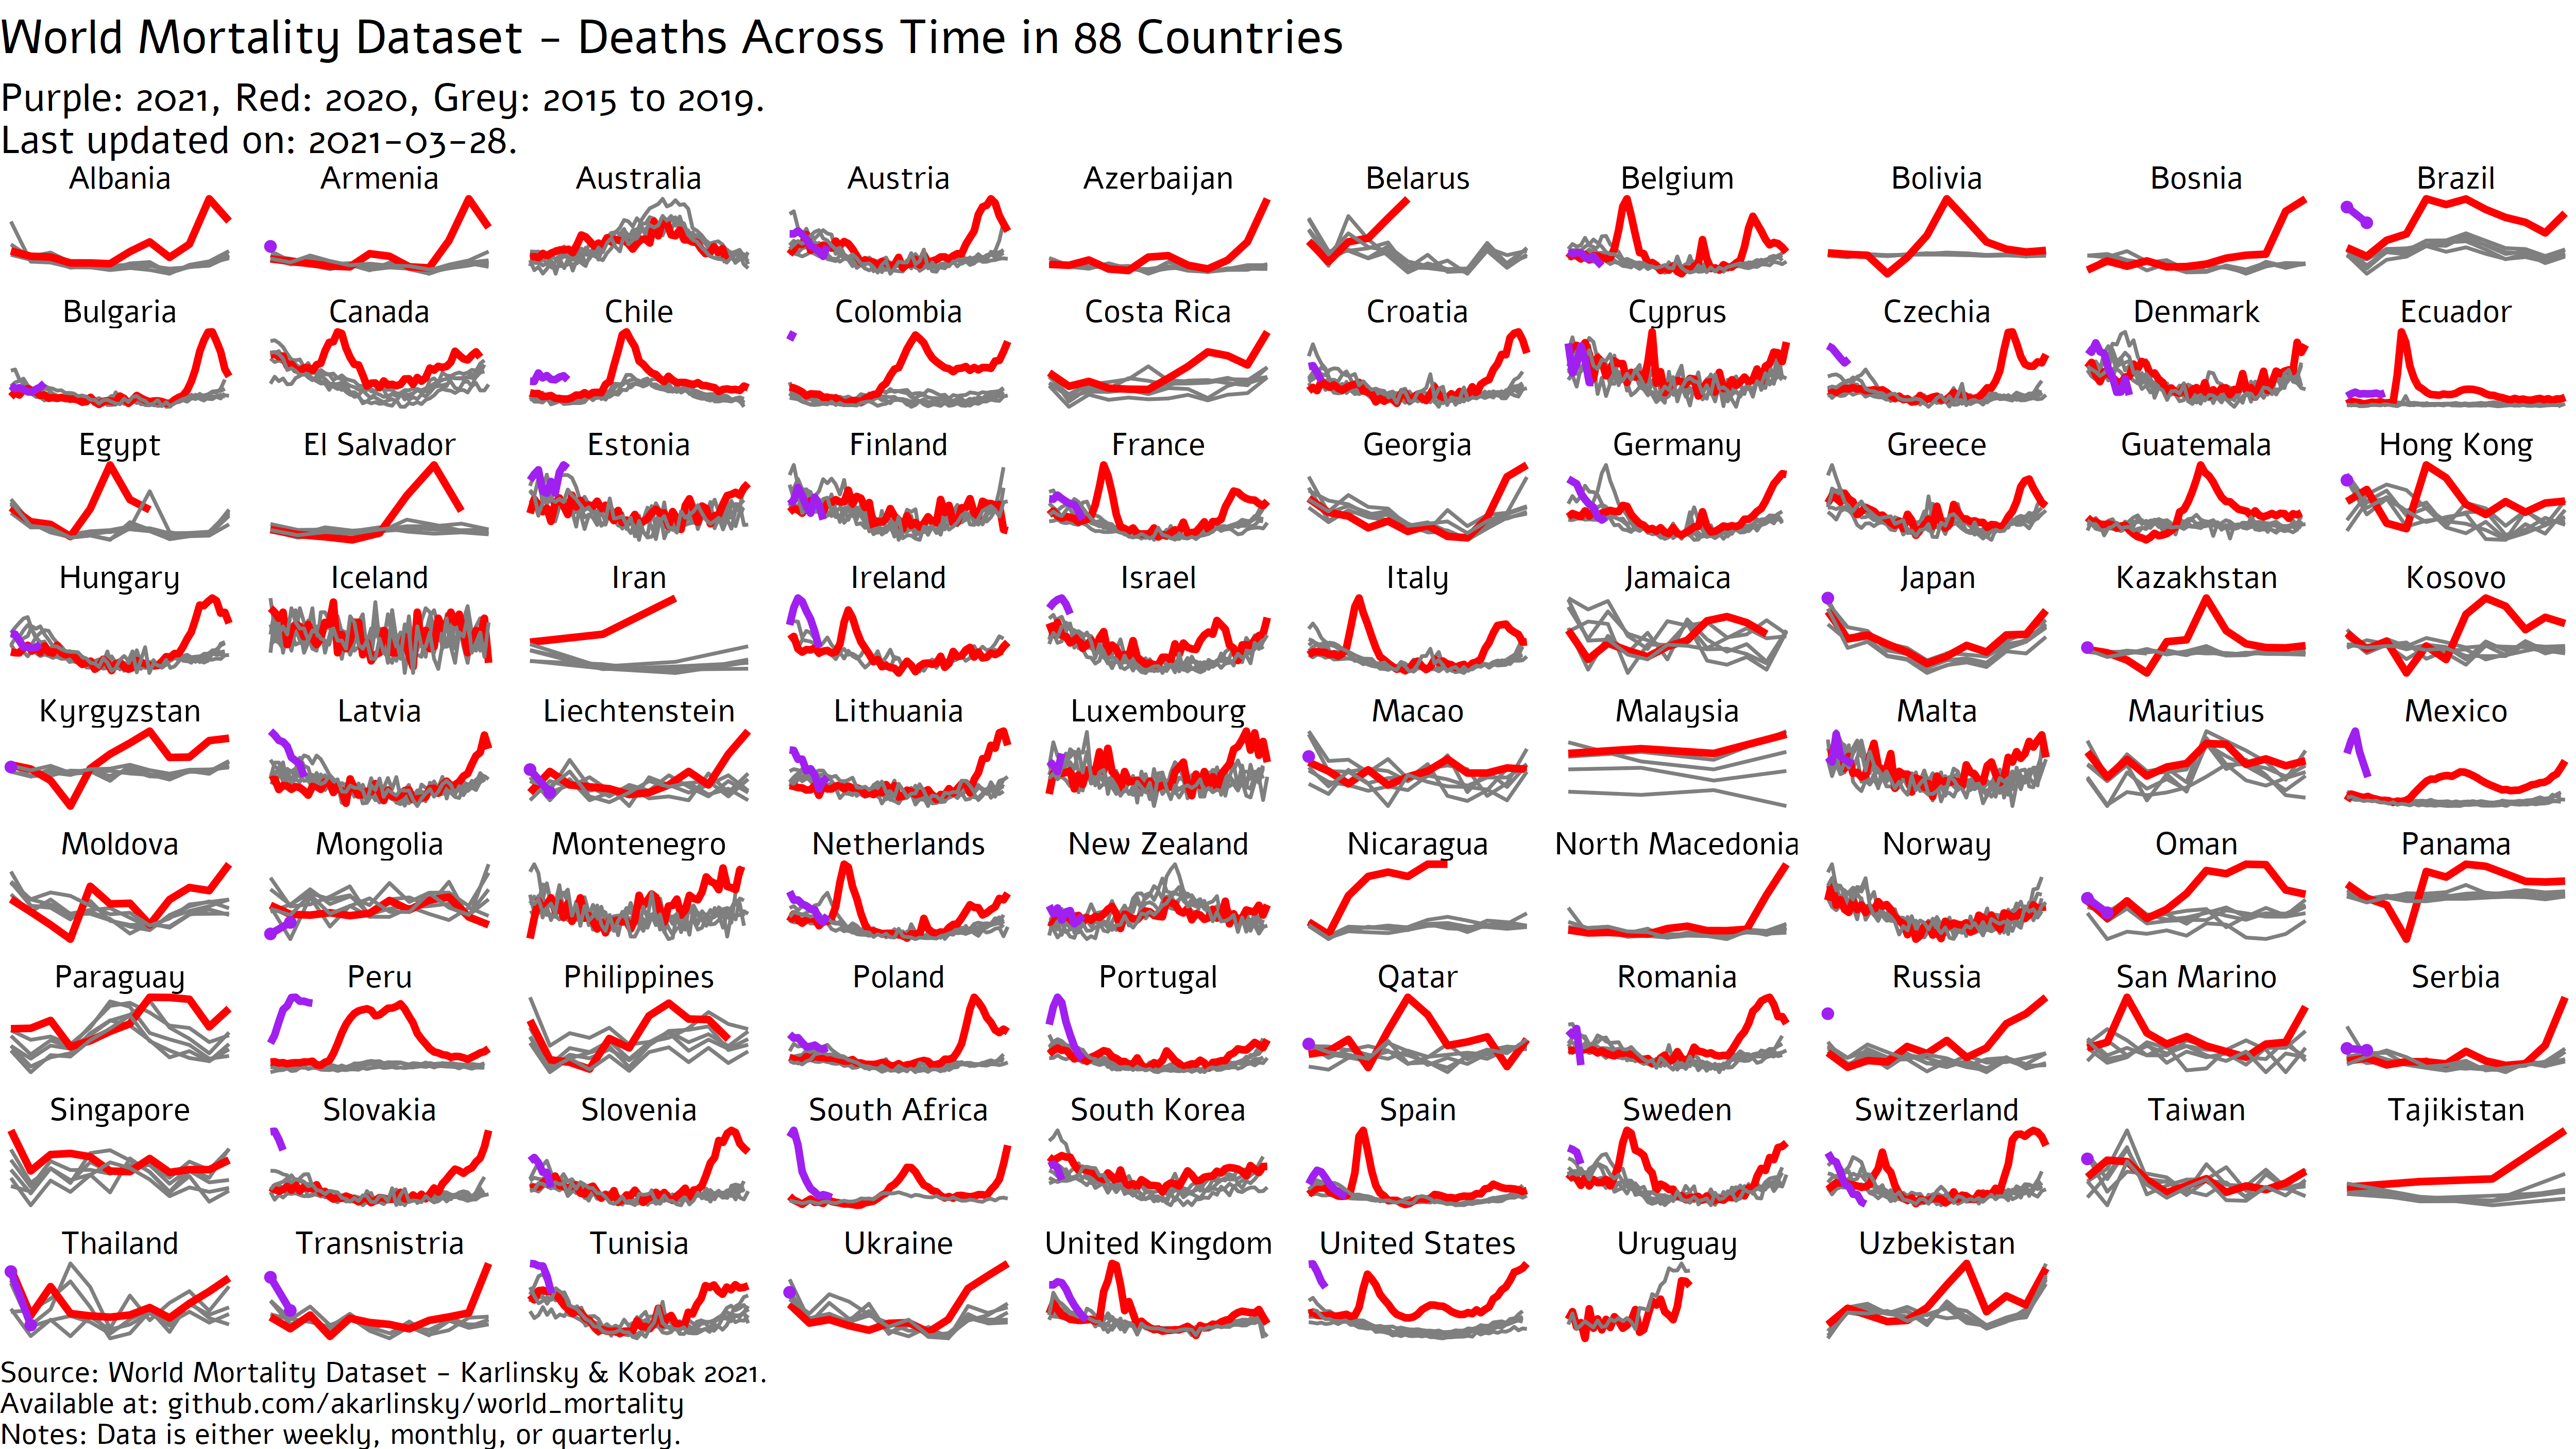 World Mortality Dataset - Deaths Across Time in 88 Countries
Purple: 2021, Red: 2020, Grey: 2015 to 2019.
Last updated on: 2021-03-28.
Albania Armenia Australia Austria Azerbaijan Belarus Belgium Bolivia Bosnia Brazil
Bulgaria Canada Chile Colombia Costa Rica Croatia Cyprus Czechia Denmark Ecuador
Egypt El Salvador Estonia Finland France Georgia Germany Greece Guatemala Hong Kong
Hungary Iceland Iran Ireland Israel Italy Jamaica Japan Kazakhstan Kosovo
Kyrgyzstan Latvia Liechtenstein Lithuania Luxembourg Macao Malaysia Malta Mauritius Mexico
Moldova Mongolia Montenegro Netherlands New Zealand Nicaragua North Macedonia Norway Oman Panama
Paraguay Peru Philippines Poland Portugal Qatar Romania Russia San Marino Serbia
Singapore Slovakia Slovenia South Africa South Korea Spain Sweden Switzerland Taiwan Tajikistan
Thailand Transnistria Tunisia Ukraine United Kingdom United States Uruguay Uzbekistan
Source: World Mortality Dataset - Karlinsky & Kobak 2021.
Available at: github.com/akarlinsky/world_mortality
Notes: Data is either weekly, monthly, or quarterly.